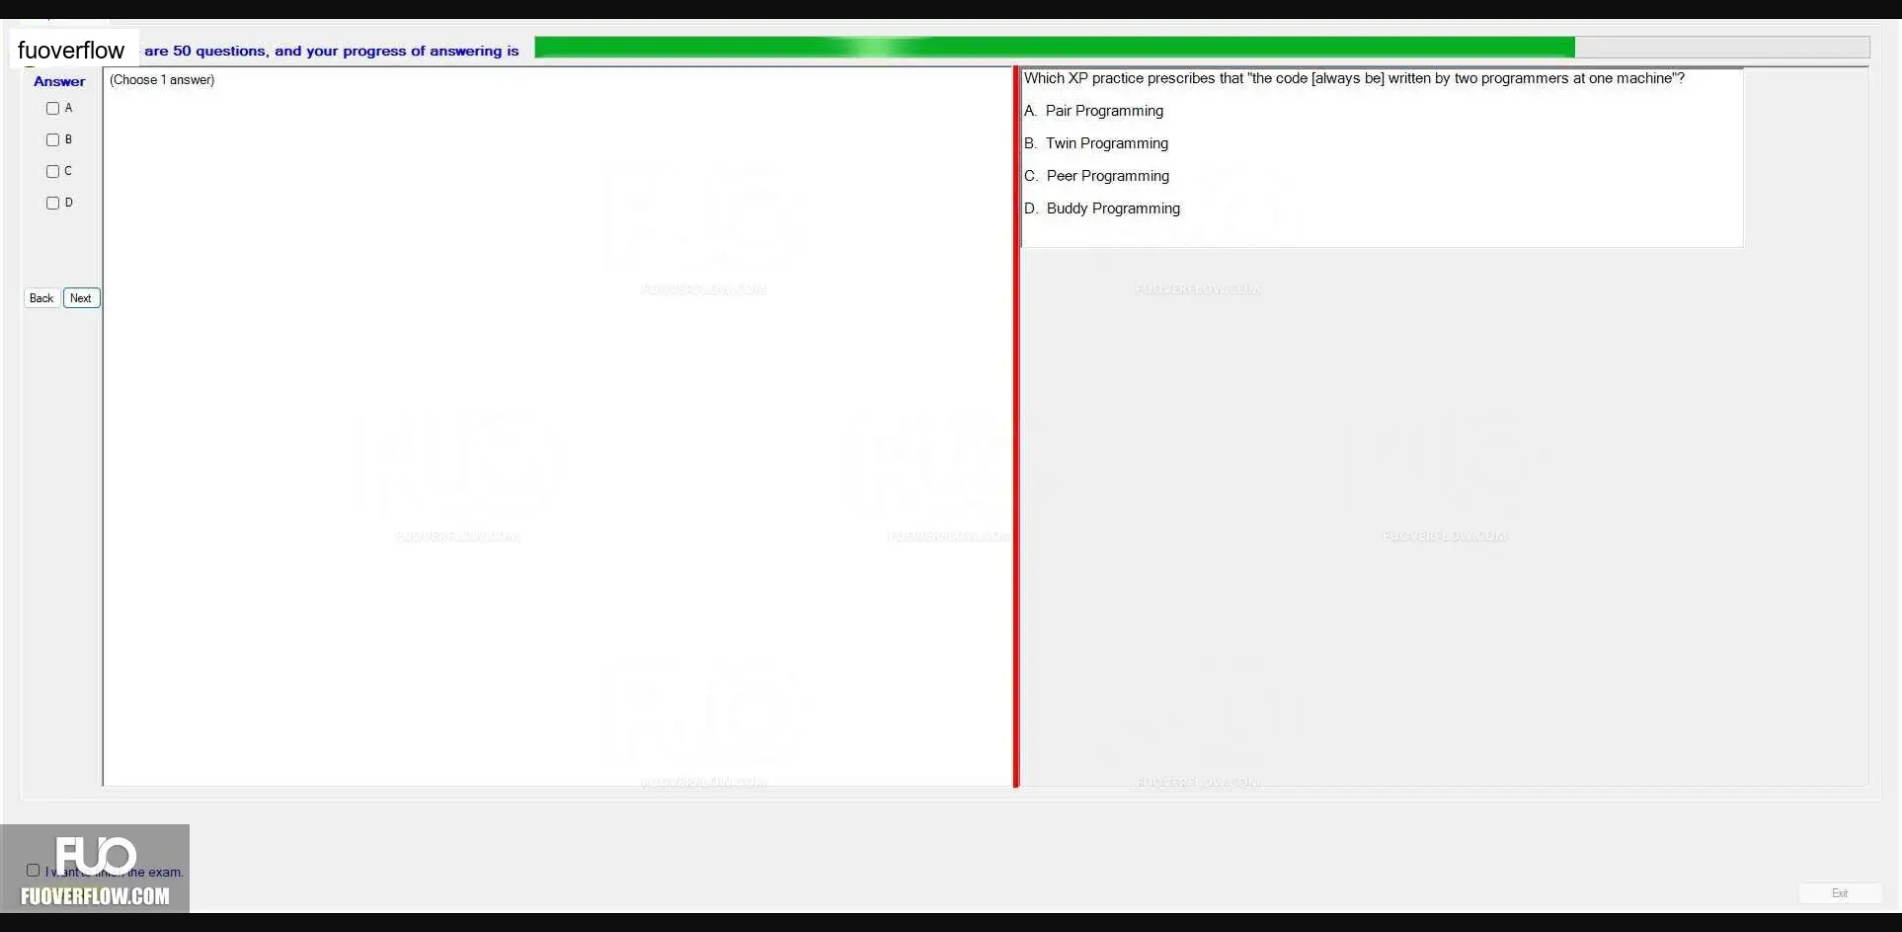 fuoverflow
are 50 questions, and your progress of answering is
Answer
(Choose 1 answer)
A
B
C
D
Back
Next
Which XP practice prescribes that "the code [always be] written by two programmers at one machine"?
A. Pair Programming
B. Twin Programming
C. Peer Programming
D. Buddy Programming
FUOVERFLOW.COM
FUOVERFLOW.COM
FUOVERFLOW.COM
FUOVERFLOW.COM
FUOVERFLOW.COM
FUOVERFLOW.COM
FUOVERFLOW.COM
FUO
I want to finish the exam.
FUOVERFLOW.COM
Exit